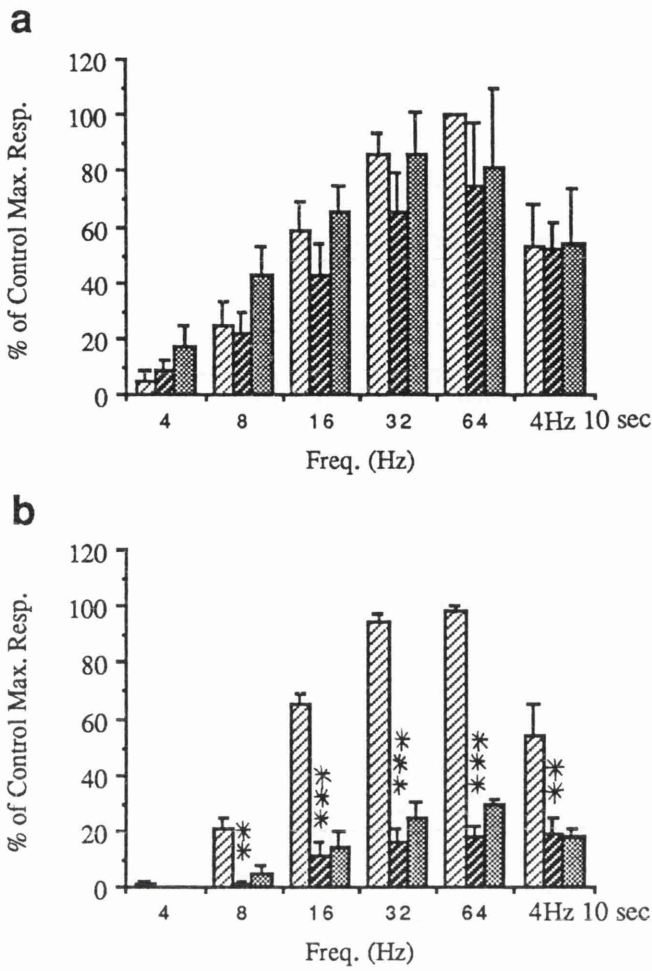 a
% of Control Max. Resp.
120
100
80
60
40
20
0
4 8 16 32 64 4Hz 10 sec
Freq. (Hz)
b
% of Control Max. Resp.
120
100
80
60
40
20
0
** *** *** *** **
4 8 16 32 64 4Hz 10 sec
Freq. (Hz)